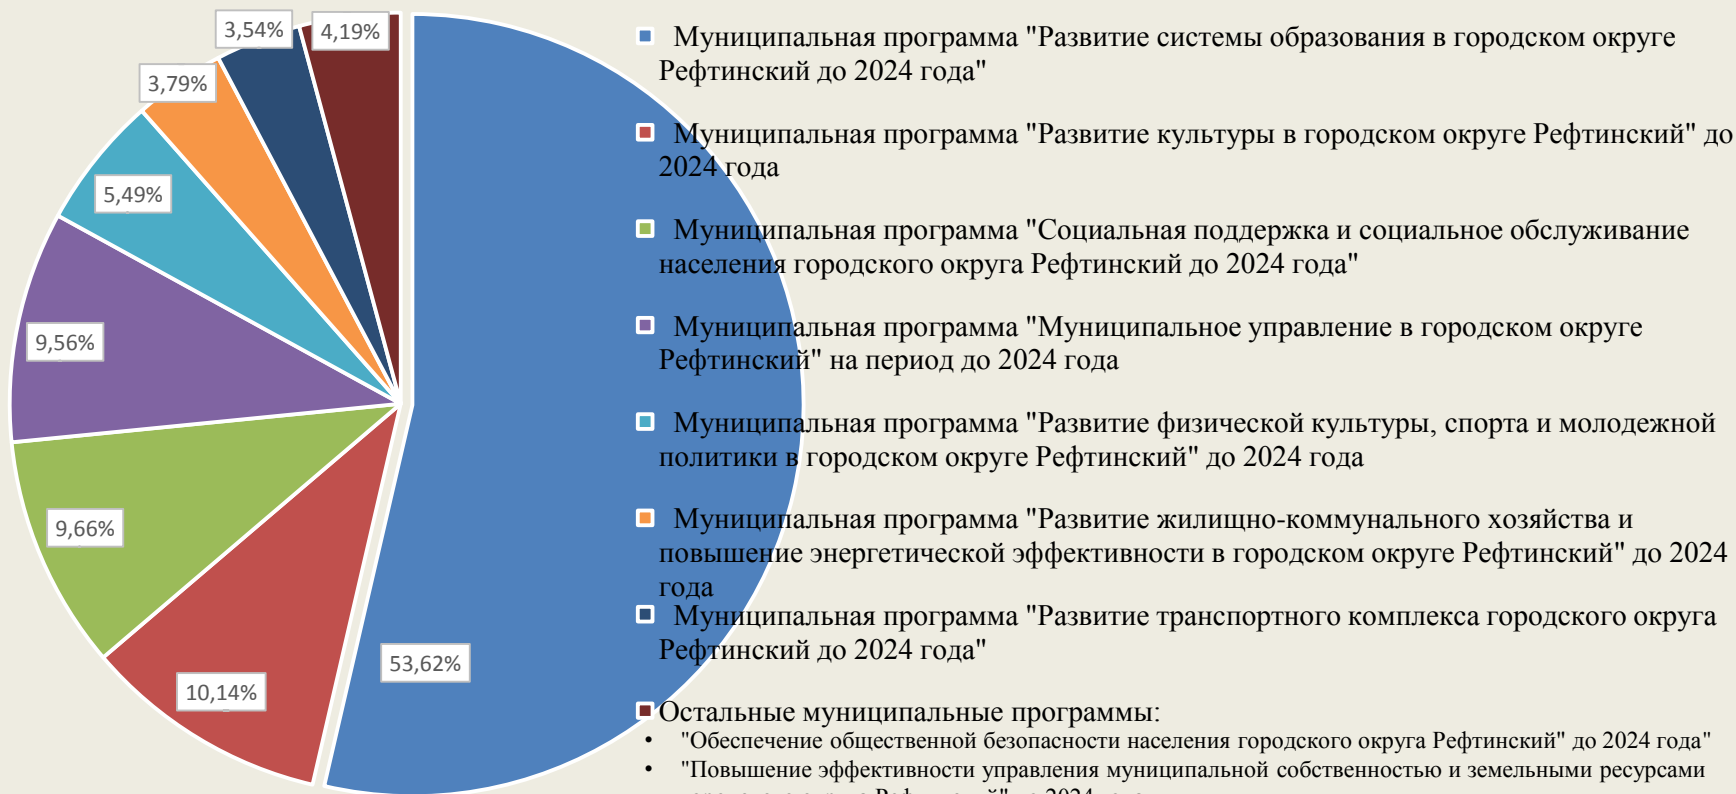 3,54%
4,19%
3,79%
5,49%
9,56%
9,66%
10,14%
53,62%
Муниципальная программа "Развитие системы образования в городском округе
Рефтинский до 2024 года"
Муниципальная программа "Развитие культуры в городском округе Рефтинский" до
2024 года
Муниципальная программа "Социальная поддержка и социальное обслуживание
населения городского округа Рефтинский до 2024 года"
Муниципальная программа "Муниципальное управление в городском округе
Рефтинский" на период до 2024 года
Муниципальная программа "Развитие физической культуры, спорта и молодежной
политики в городском округе Рефтинский" до 2024 года
Муниципальная программа "Развитие жилищно-коммунального хозяйства и
повышение энергетической эффективности в городском округе Рефтинский" до 2024
года
Муниципальная программа "Развитие транспортного комплекса городского округа
Рефтинский до 2024 года"
Остальные муниципальные программы:
• "Обеспечение общественной безопасности населения городского округа Рефтинский" до 2024 года"
• "Повышение эффективности управления муниципальной собственностью и земельными ресурсами